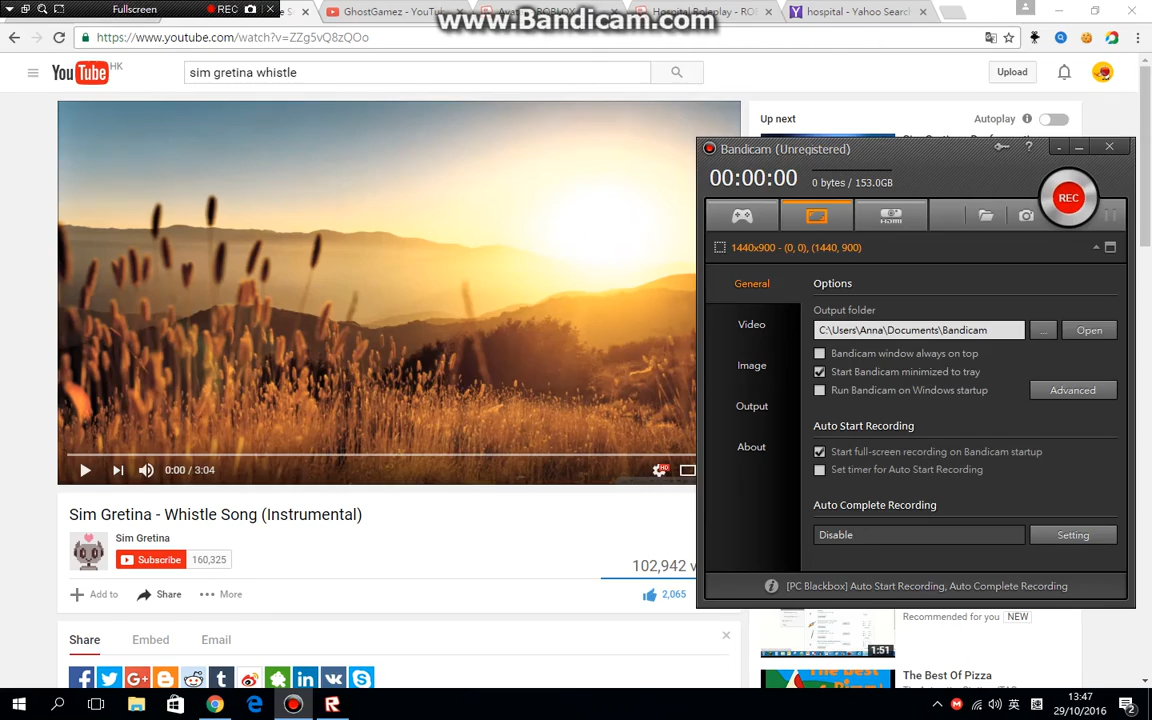 Fullscreen
REC
GhostGamez - YouTu
www.Bandicam.com
Hospital Roleplay - RO
hospital - Yahoo Search
https://www.youtube.com/watch?v=ZZg5vQ8zQOo
YouTube HK
sim gretina whistle
Upload
Up next
Autoplay
Bandicam (Unregistered)
00:00:00
0 bytes / 153.0GB
REC
HDMI
1440x900 - (0, 0), (1440, 900)
General
Options
Output folder
C:\Users\Anna\Documents\Bandicam
...
Open
Video
Bandicam window always on top
Image
Start Bandicam minimized to tray
Run Bandicam on Windows startup
Advanced
Output
Auto Start Recording
About
Start full-screen recording on Bandicam startup
Set timer for Auto Start Recording
Auto Complete Recording
Disable
Setting
[PC Blackbox] Auto Start Recording, Auto Complete Recording
0:00 / 3:04
HD
Sim Gretina - Whistle Song (Instrumental)
Sim Gretina
Subscribe
160,325
102,942 v
Add to
Share
More
2,065
Recommended for you
NEW
1:51
Share
Embed
Email
The Best Of Pizza
13:47
英
29/10/2016
2